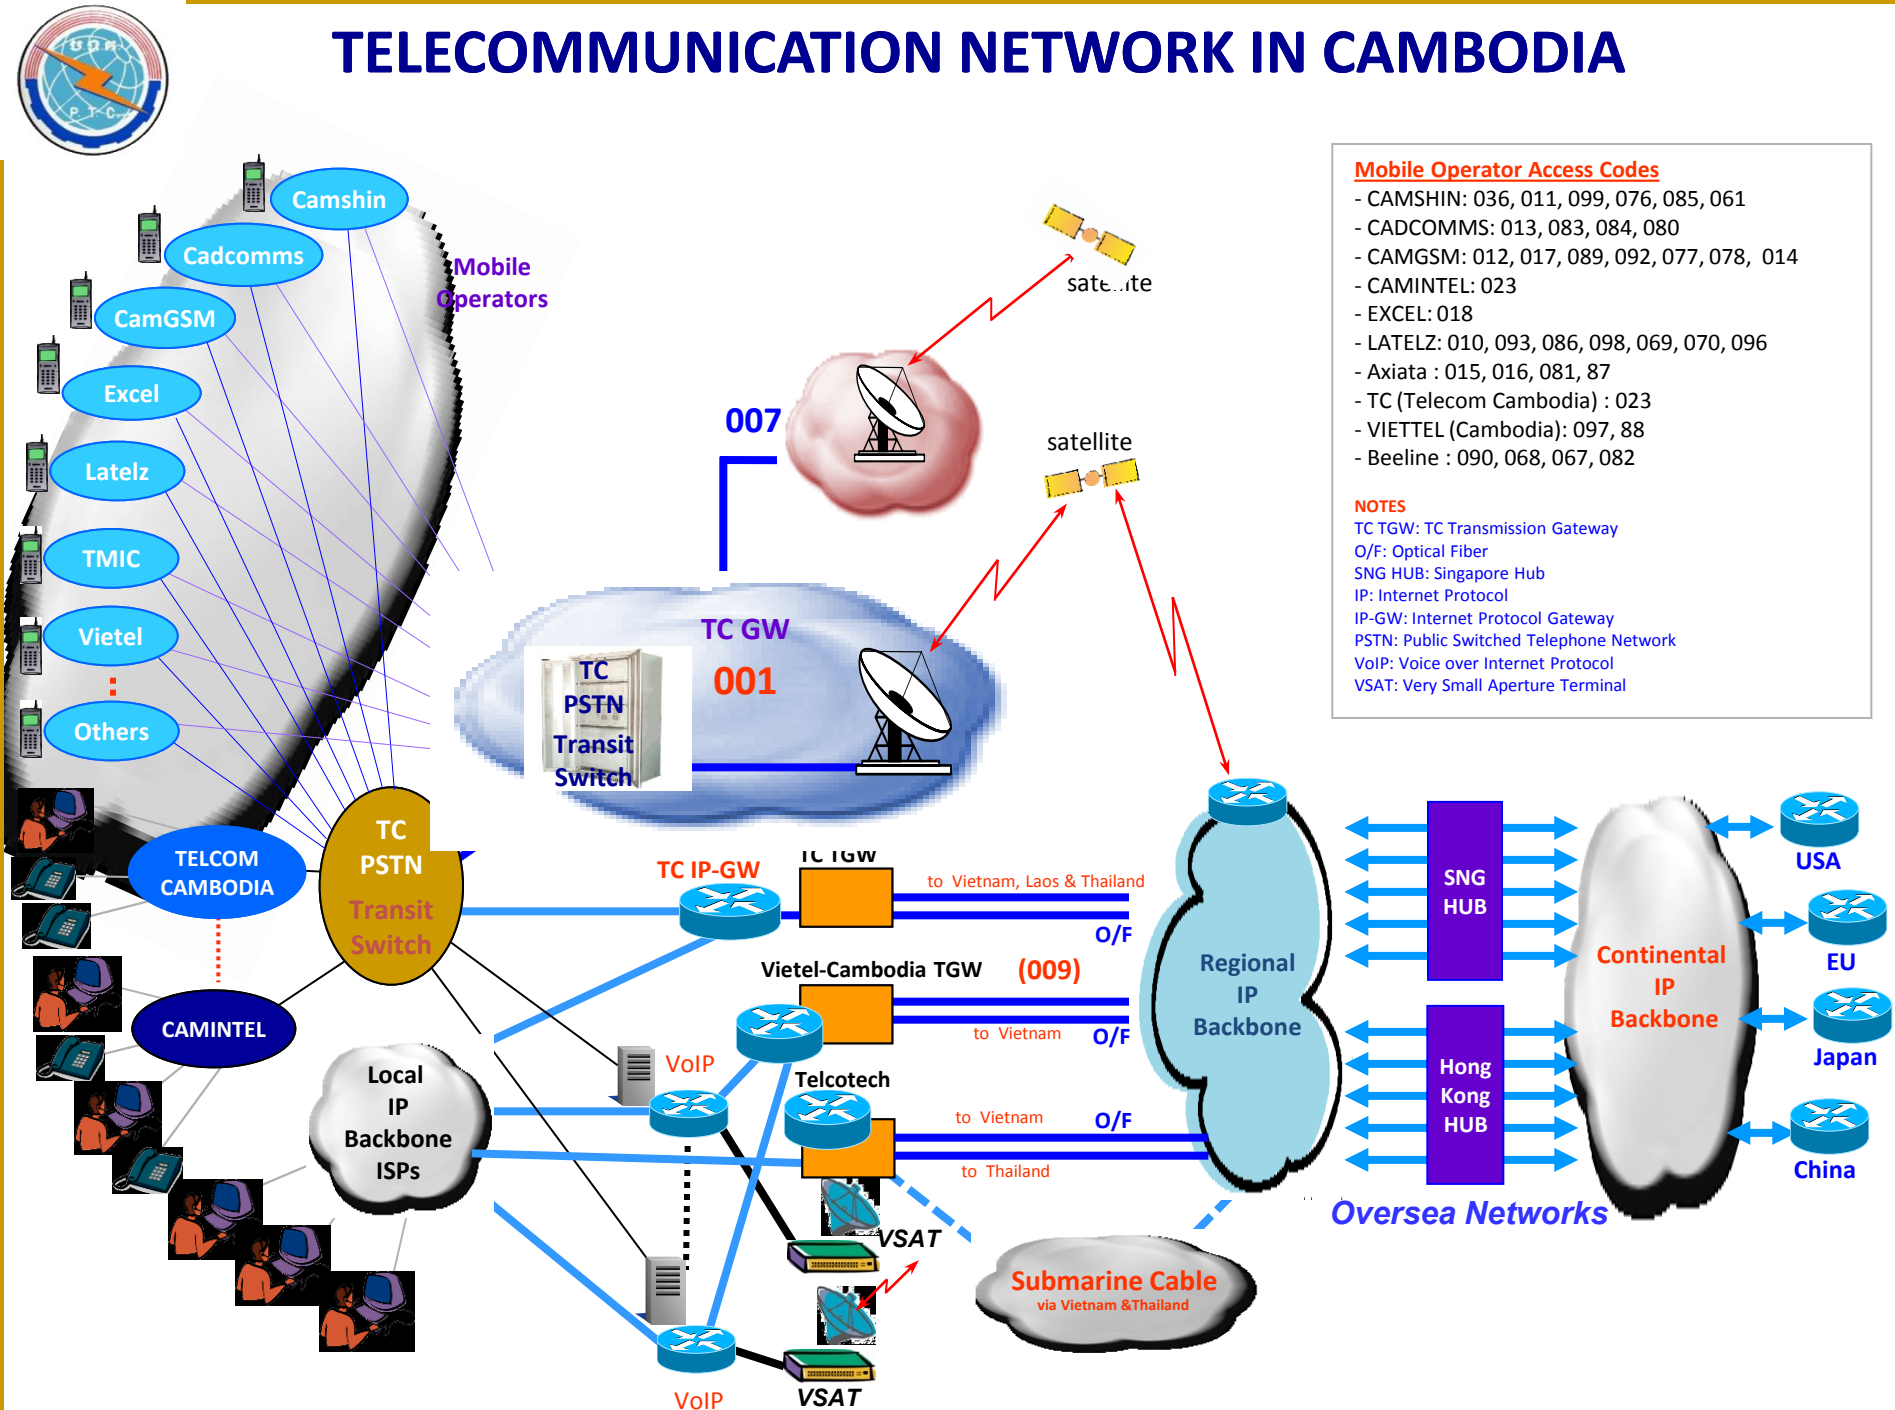 TELECOMMUNICATION NETWORK IN CAMBODIA
P.T.C.
Camshin
Cadcomms
CamGSM
Excel
Latelz
TMIC
Vietel
Others
Mobile
Operators
satellite
007
satellite
TC GW
001
TC
PSTN
Transit
Switch
Mobile Operator Access Codes
- CAMSHIN: 036, 011, 099, 076, 085, 061
- CADCOMMS: 013, 083, 084, 080
- CAMGSM: 012, 017, 089, 092, 077, 078, 014
- CAMINTEL: 023
- EXCEL: 018
- LATELZ: 010, 093, 086, 098, 069, 070, 096
- Axiata : 015, 016, 081, 87
- TC (Telecom Cambodia) : 023
- VIETTEL (Cambodia): 097, 88
- Beeline : 090, 068, 067, 082
NOTES
TC TGW: TC Transmission Gateway
O/F: Optical Fiber
SNG HUB: Singapore Hub
IP: Internet Protocol
IP-GW: Internet Protocol Gateway
PSTN: Public Switched Telephone Network
VoIP: Voice over Internet Protocol
VSAT: Very Small Aperture Terminal
TELCOM
CAMBODIA
TC
PSTN
Transit
Switch
CAMINTEL
Local
IP
Backbone
ISPs
TC IP-GW
TC TGW
to Vietnam, Laos & Thailand
O/F
Vietel-Cambodia TGW (009)
to Vietnam
O/F
VoIP
Telcotech
to Vietnam
O/F
to Thailand
VSAT
VoIP
VSAT
Submarine Cable
via Vietnam &Thailand
Regional
IP
Backbone
SNG
HUB
Hong
Kong
HUB
Oversea Networks
Continental
IP
Backbone
USA
EU
Japan
China